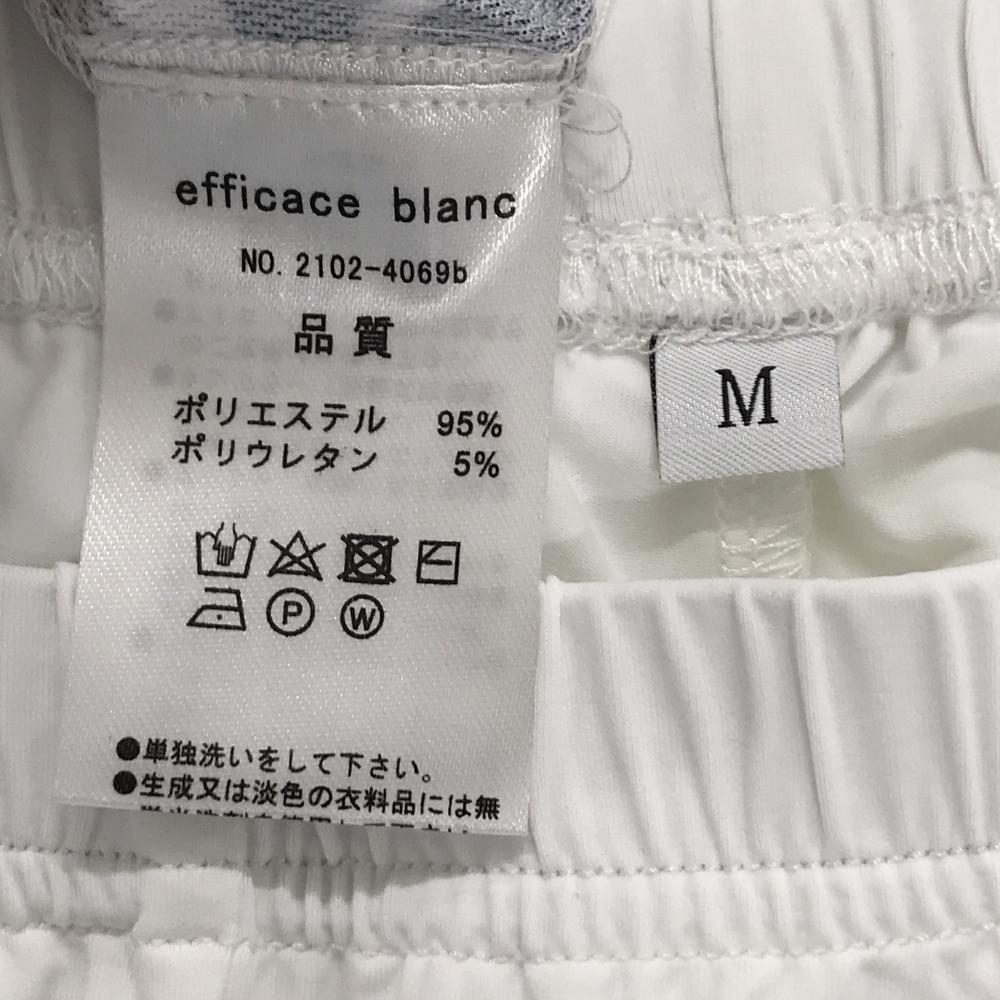 efficace blanc
NO. 2102-4069b
品質
ポリエステル 95%
ポリウレタン 5%
M
P
W
●単独洗いをして下さい。
●生成又は淡色の衣料品には無